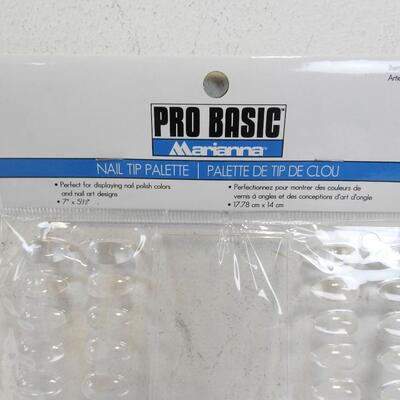 PRO BASIC™
Marianna®
NAIL TIP PALETTE | PALETTE DE TIP DE CLOU
• Perfect for displaying nail polish colors
and nail art designs
• 7" x 5½"
• Perfectionnez pour montrer des couleurs de
vernis à ongles et des conceptions d'art d'ongle
• 17.78 cm x 14 cm